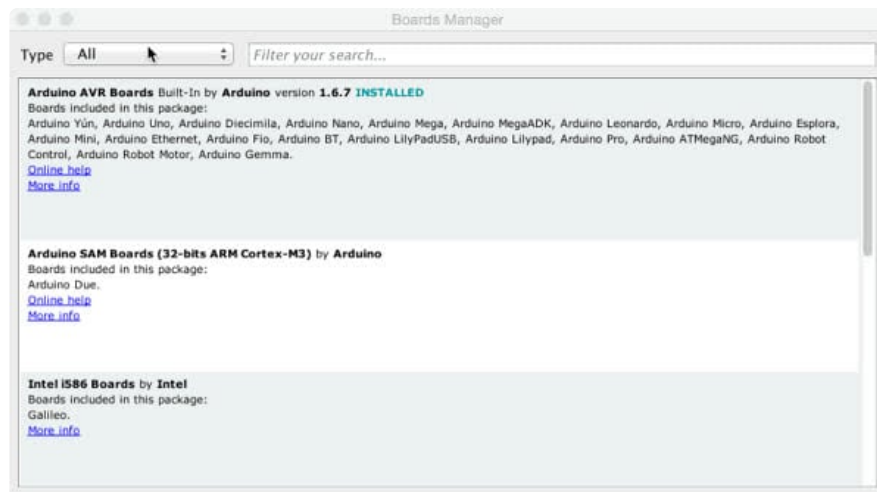 Boards Manager
Type All Filter your search...
Arduino AVR Boards Built-In by Arduino version 1.6.7 INSTALLED
Boards included in this package:
Arduino Yún, Arduino Uno, Arduino Diecimila, Arduino Nano, Arduino Mega, Arduino MegaADK, Arduino Leonardo, Arduino Micro, Arduino Esplora,
Arduino Mini, Arduino Ethernet, Arduino Fio, Arduino BT, Arduino LilyPadUSB, Arduino Lilypad, Arduino Pro, Arduino ATMegaNG, Arduino Robot
Control, Arduino Robot Motor, Arduino Gemma.
Online help
More info
Arduino SAM Boards (32-bits ARM Cortex-M3) by Arduino
Boards included in this package:
Arduino Due.
Online help
More info
Intel i586 Boards by Intel
Boards included in this package:
Galileo.
More info